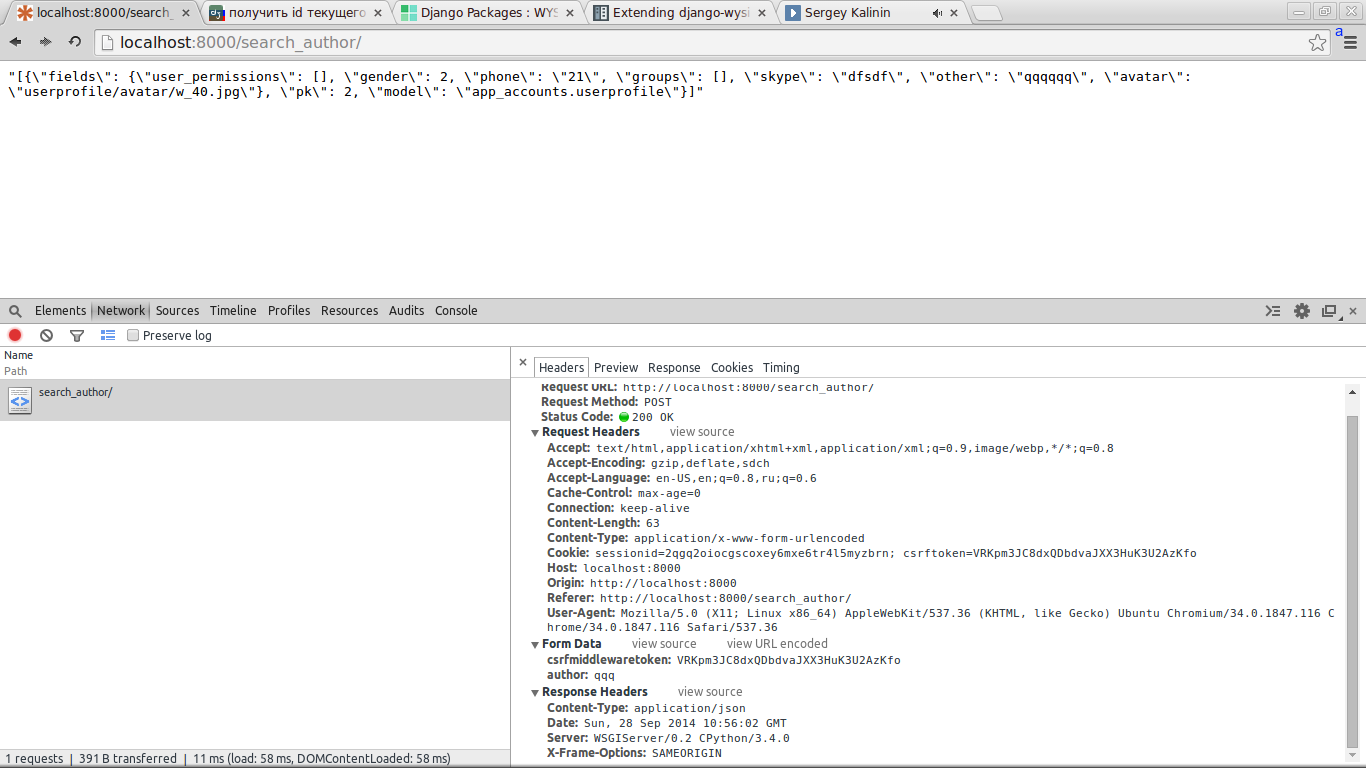 localhost:8000/search_
получить id текущего
Django Packages : WYS
Extending django-wysi
Sergey Kalinin
localhost:8000/search_author/
a
"[{\"fields\": {\"user_permissions\": [], \"gender\": 2, \"phone\": \"21\", \"groups\": [], \"skype\": \"dfsdf\", \"other\": \"qqqqqq\", \"avatar\":
\"userprofile/avatar/w_40.jpg\"}, \"pk\": 2, \"model\": \"app_accounts.userprofile\"}]"
Elements Network Sources Timeline Profiles Resources Audits Console
Preserve log
Name
Path
search_author/
Headers Preview Response Cookies Timing
Request URL: http://localhost:8000/search_author/
Request Method: POST
Status Code: 200 OK
Request Headers view source
Accept: text/html,application/xhtml+xml,application/xml;q=0.9,image/webp,*/*;q=0.8
Accept-Encoding: gzip,deflate,sdch
Accept-Language: en-US,en;q=0.8,ru;q=0.6
Cache-Control: max-age=0
Connection: keep-alive
Content-Length: 63
Content-Type: application/x-www-form-urlencoded
Cookie: sessionid=2qgq2oiocgscoxey6mxe6tr4l5myzbrn; csrftoken=VRKpm3JC8dxQDbdvaJXX3HuK3U2AzKfo
Host: localhost:8000
Origin: http://localhost:8000
Referer: http://localhost:8000/search_author/
User-Agent: Mozilla/5.0 (X11; Linux x86_64) AppleWebKit/537.36 (KHTML, like Gecko) Ubuntu Chromium/34.0.1847.116 C
hrome/34.0.1847.116 Safari/537.36
Form Data view source view URL encoded
csrfmiddlewaretoken: VRKpm3JC8dxQDbdvaJXX3HuK3U2AzKfo
author: qqq
Response Headers view source
Content-Type: application/json
Date: Sun, 28 Sep 2014 10:56:02 GMT
Server: WSGIServer/0.2 CPython/3.4.0
X-Frame-Options: SAMEORIGIN
1 requests | 391 B transferred | 11 ms (load: 58 ms, DOMContentLoaded: 58 ms)